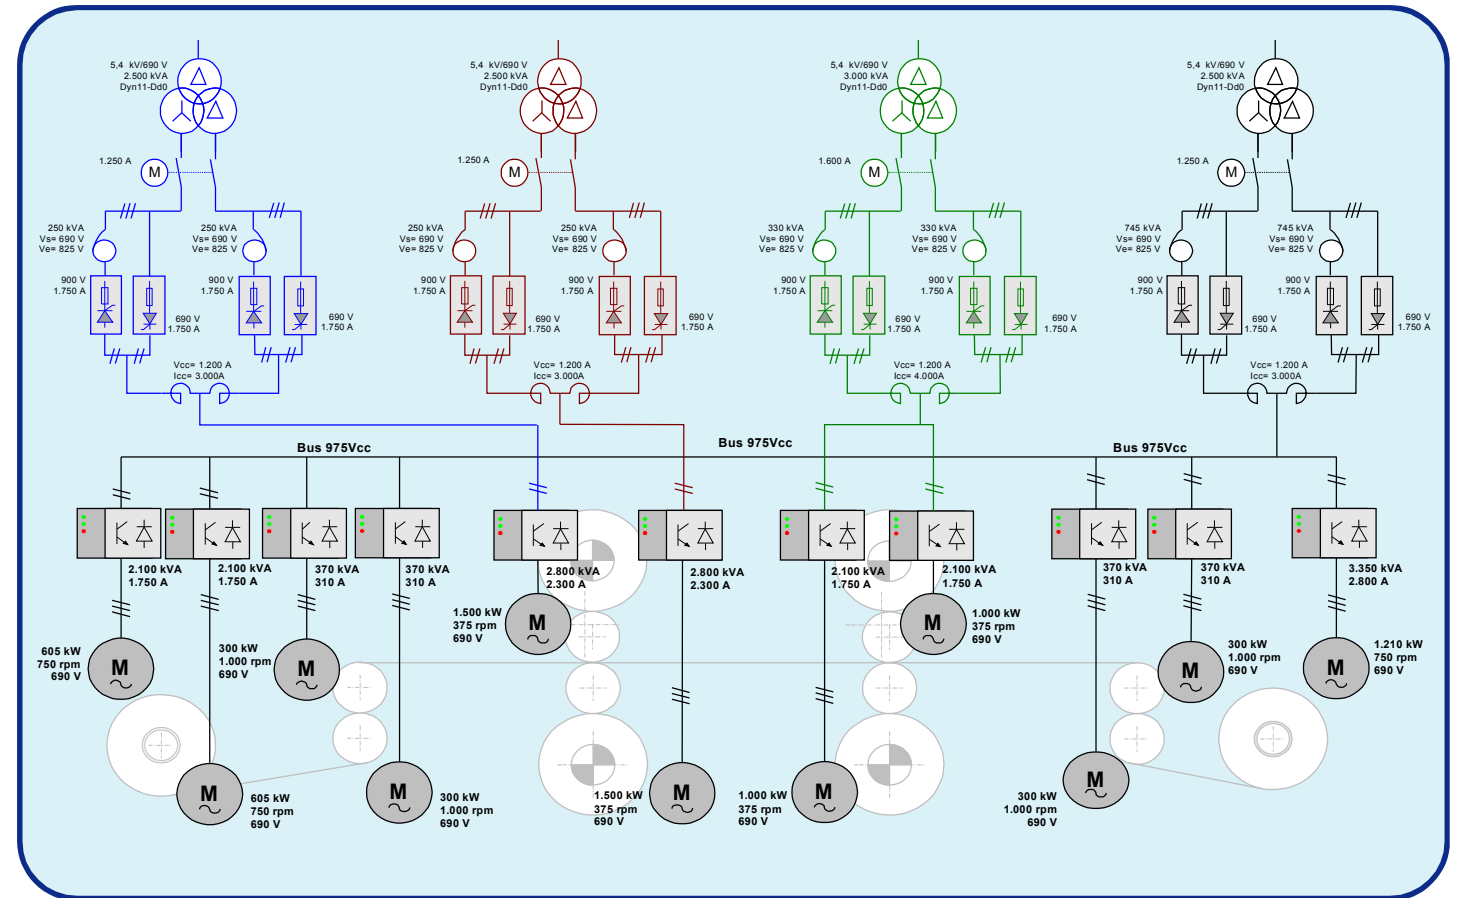 5,4 kV/690 V
2.500 kVA
Dyn11-Dd0
1.250 A
M
250 kVA
Vs= 690 V
Ve= 825 V
250 kVA
Vs= 690 V
Ve= 825 V
900 V
1.750 A
900 V
1.750 A
690 V
1.750 A
690 V
1.750 A
Vcc= 1.200 A
Icc= 3.000A
5,4 kV/690 V
2.500 kVA
Dyn11-Dd0
1.250 A
M
250 kVA
Vs= 690 V
Ve= 825 V
250 kVA
Vs= 690 V
Ve= 825 V
900 V
1.750 A
900 V
1.750 A
690 V
1.750 A
690 V
1.750 A
Vcc= 1.200 A
Icc= 3.000A
5,4 kV/690 V
3.000 kVA
Dyn11-Dd0
1.600 A
M
330 kVA
Vs= 690 V
Ve= 825 V
330 kVA
Vs= 690 V
Ve= 825 V
900 V
1.750 A
900 V
1.750 A
690 V
1.750 A
690 V
1.750 A
Vcc= 1.200 A
Icc= 4.000A
5,4 kV/690 V
2.500 kVA
Dyn11-Dd0
1.250 A
M
745 kVA
Vs= 690 V
Ve= 825 V
745 kVA
Vs= 690 V
Ve= 825 V
900 V
1.750 A
900 V
1.750 A
690 V
1.750 A
690 V
1.750 A
Vcc= 1.200 A
Icc= 3.000A
Bus 975Vcc
Bus 975Vcc
Bus 975Vcc
2.100 kVA
1.750 A
2.100 kVA
1.750 A
370 kVA
310 A
370 kVA
310 A
2.800 kVA
2.300 A
2.800 kVA
2.300 A
2.100 kVA
1.750 A
2.100 kVA
1.750 A
370 kVA
310 A
370 kVA
310 A
3.350 kVA
2.800 A
605 kW
750 rpm
690 V
M
300 kW
1.000 rpm
690 V
M
1.500 kW
375 rpm
690 V
M
M
1.000 kW
375 rpm
690 V
M
300 kW
1.000 rpm
690 V
M
1.210 kW
750 rpm
690 V
M
605 kW
750 rpm
690 V
M
300 kW
1.000 rpm
690 V
1.500 kW
375 rpm
690 V
M
1.000 kW
375 rpm
690 V
M
300 kW
1.000 rpm
690 V
M